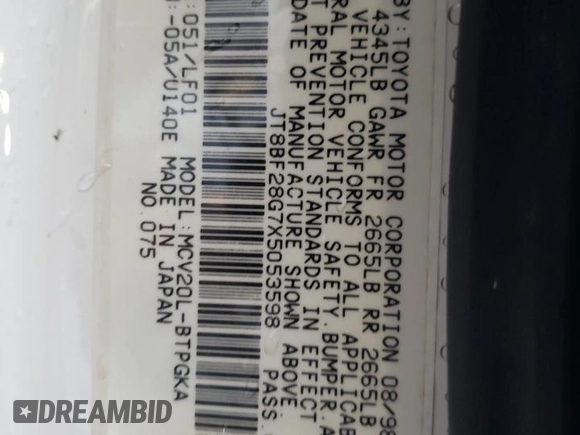 BY: TOYOTA MOTOR CORPORATION 08/98
4345LB GAWR FR 2665LB RR 2665LB
VEHICLE CONFORMS TO ALL APPLICAB
RAL MOTOR VEHICLE SAFETY, BUMPER, A
T PREVENTION STANDARDS IN EFFECT
DATE OF MANUFACTURE SHOWN ABOVE.
JT8BF28G7X5053598 PASS.
: 051/LF01 MODEL: MCV20L-BTPGKA
-05A/U140E MADE IN JAPAN
NO.075
DREAMBID